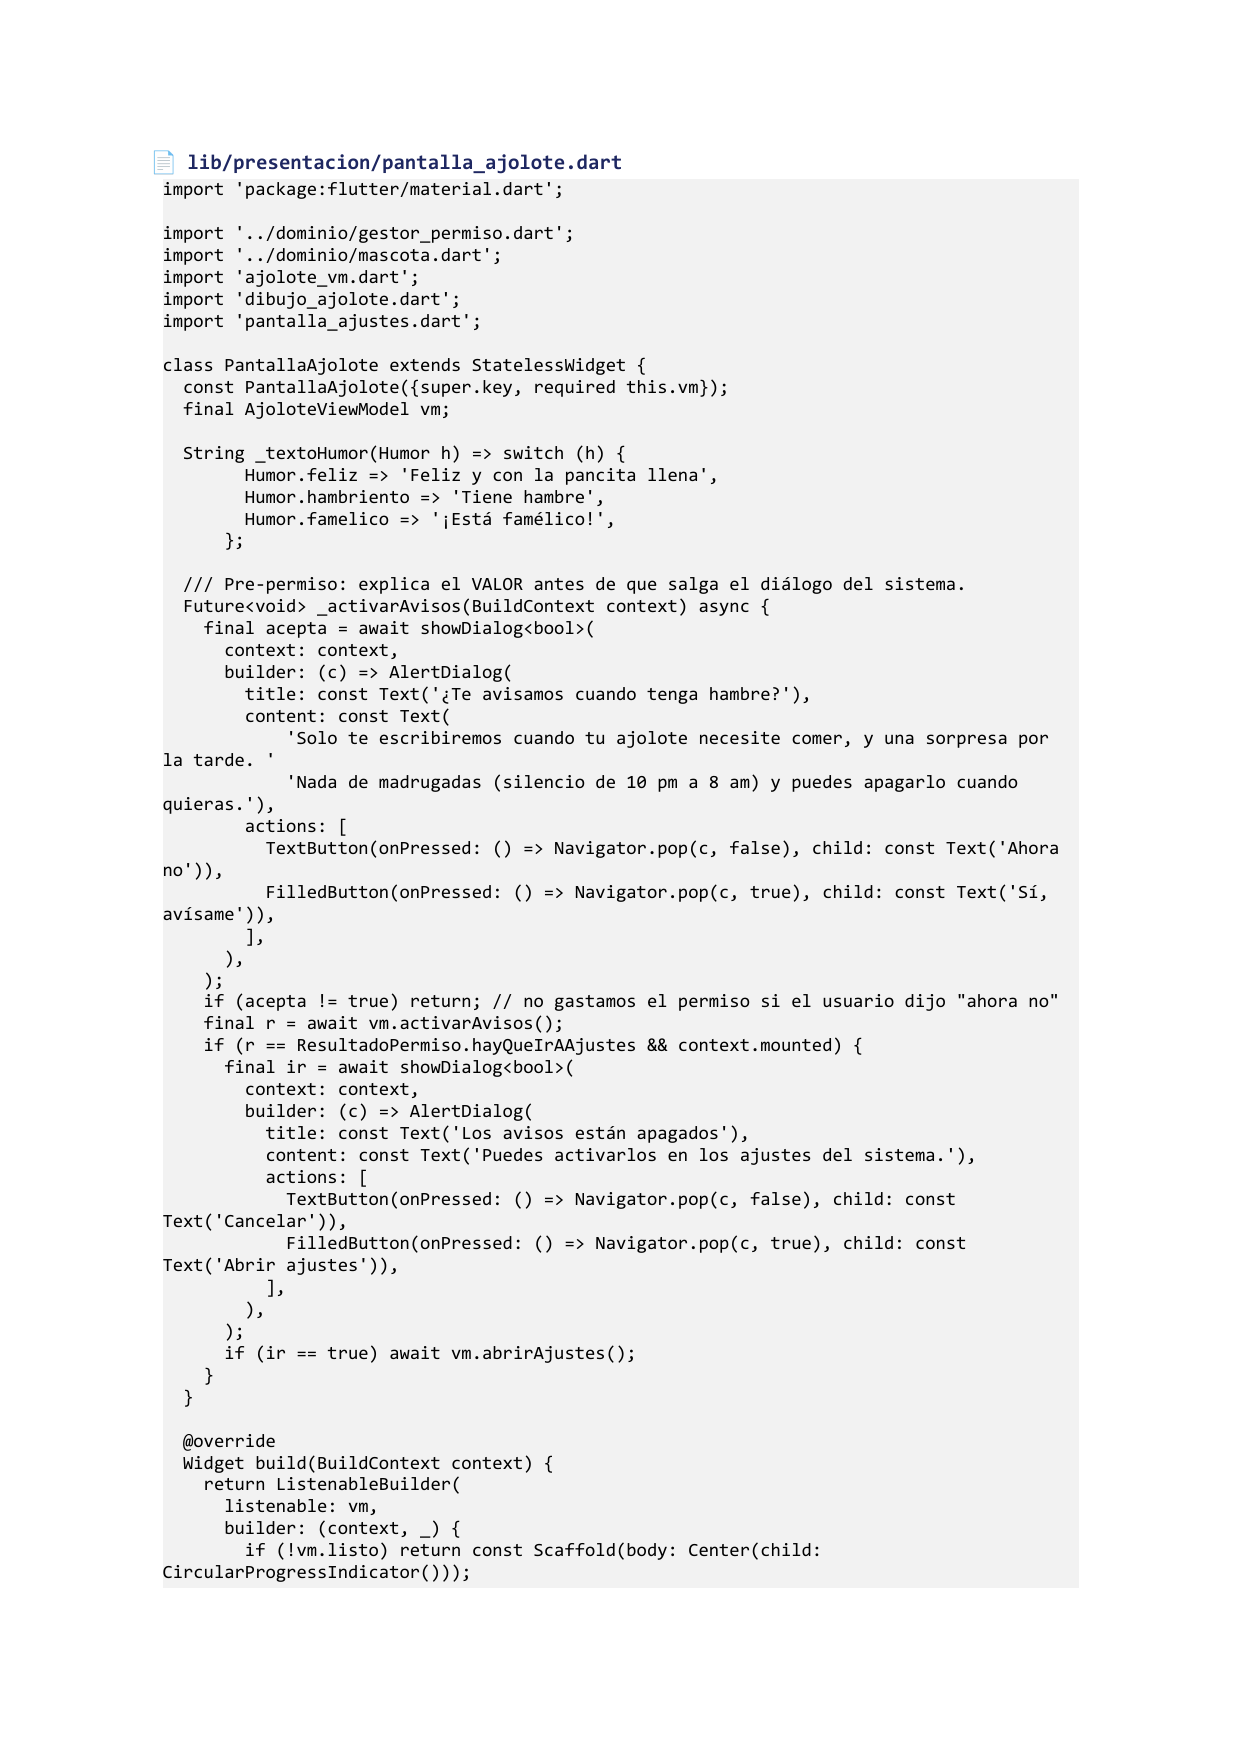 lib/presentacion/pantalla_ajolote.dart
import 'package:flutter/material.dart';

import '../dominio/gestor_permiso.dart';
import '../dominio/mascota.dart';
import 'ajolote_vm.dart';
import 'dibujo_ajolote.dart';
import 'pantalla_ajustes.dart';

class PantallaAjolote extends StatelessWidget {
  const PantallaAjolote({super.key, required this.vm});
  final AjoloteViewModel vm;

  String _textoHumor(Humor h) => switch (h) {
        Humor.feliz => 'Feliz y con la pancita llena',
        Humor.hambriento => 'Tiene hambre',
        Humor.famelico => '¡Está famélico!',
      };

  /// Pre-permiso: explica el VALOR antes de que salga el diálogo del sistema.
  Future<void> _activarAvisos(BuildContext context) async {
    final acepta = await showDialog<bool>(
      context: context,
      builder: (c) => AlertDialog(
        title: const Text('¿Te avisamos cuando tenga hambre?'),
        content: const Text(
            'Solo te escribiremos cuando tu ajolote necesite comer, y una sorpresa por
la tarde. '
            'Nada de madrugadas (silencio de 10 pm a 8 am) y puedes apagarlo cuando
quieras.'),
        actions: [
          TextButton(onPressed: () => Navigator.pop(c, false), child: const Text('Ahora
no')),
          FilledButton(onPressed: () => Navigator.pop(c, true), child: const Text('Sí,
avísame')),
        ],
      ),
    );
    if (acepta != true) return; // no gastamos el permiso si el usuario dijo "ahora no"
    final r = await vm.activarAvisos();
    if (r == ResultadoPermiso.hayQueIrAAjustes && context.mounted) {
      final ir = await showDialog<bool>(
        context: context,
        builder: (c) => AlertDialog(
          title: const Text('Los avisos están apagados'),
          content: const Text('Puedes activarlos en los ajustes del sistema.'),
          actions: [
            TextButton(onPressed: () => Navigator.pop(c, false), child: const
Text('Cancelar')),
            FilledButton(onPressed: () => Navigator.pop(c, true), child: const
Text('Abrir ajustes')),
          ],
        ),
      );
      if (ir == true) await vm.abrirAjustes();
    }
  }

  @override
  Widget build(BuildContext context) {
    return ListenableBuilder(
      listenable: vm,
      builder: (context, _) {
        if (!vm.listo) return const Scaffold(body: Center(child:
CircularProgressIndicator()));